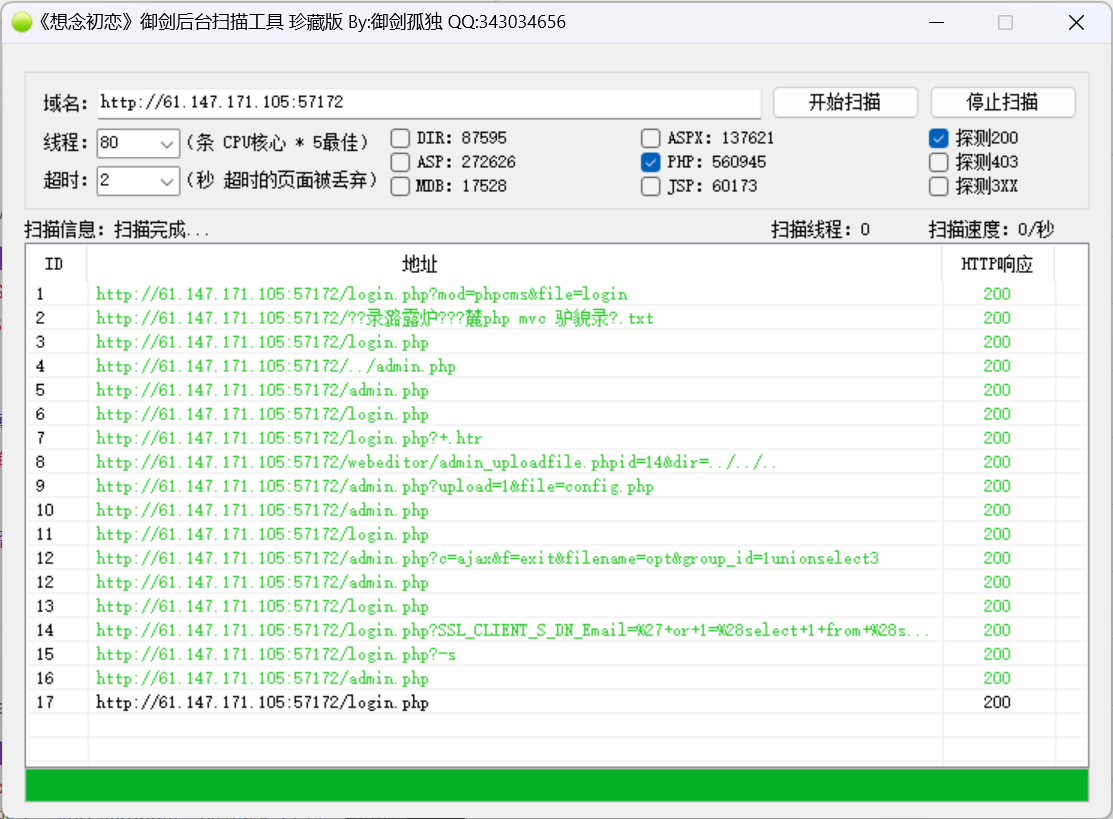 《想念初恋》御剑后台扫描工具 珍藏版 By:御剑孤独 QQ:343034656
域名: http://61.147.171.105:57172 开始扫描 停止扫描
线程: 80 (条 CPU核心 * 5最佳) DIR: 87595 ASPX: 137621 探测200
ASP: 272626 PHP: 560945 探测403
超时: 2 (秒 超时的页面被丢弃) MDB: 17528 JSP: 60173 探测3XX
扫描信息: 扫描完成... 扫描线程: 0 扫描速度: 0/秒
ID 地址 HTTP响应
1 http://61.147.171.105:57172/login.php?mod=phpcms&file=login 200
2 http://61.147.171.105:57172/??录潞露炉???麓php mvc 驴貌录?.txt 200
3 http://61.147.171.105:57172/login.php 200
4 http://61.147.171.105:57172/../admin.php 200
5 http://61.147.171.105:57172/admin.php 200
6 http://61.147.171.105:57172/login.php 200
7 http://61.147.171.105:57172/login.php?+.htr 200
8 http://61.147.171.105:57172/webeditor/admin_uploadfile.phpid=14&dir=../../.. 200
9 http://61.147.171.105:57172/admin.php?upload=1&file=config.php 200
10 http://61.147.171.105:57172/admin.php 200
11 http://61.147.171.105:57172/login.php 200
12 http://61.147.171.105:57172/admin.php?c=ajax&f=exit&filename=opt&group_id=1unionselect3 200
12 http://61.147.171.105:57172/admin.php 200
13 http://61.147.171.105:57172/login.php 200
14 http://61.147.171.105:57172/login.php?SSL_CLIENT_S_DN_Email=%27+or+1=%28select+1+from+%28s... 200
15 http://61.147.171.105:57172/login.php?-s 200
16 http://61.147.171.105:57172/admin.php 200
17 http://61.147.171.105:57172/login.php 200